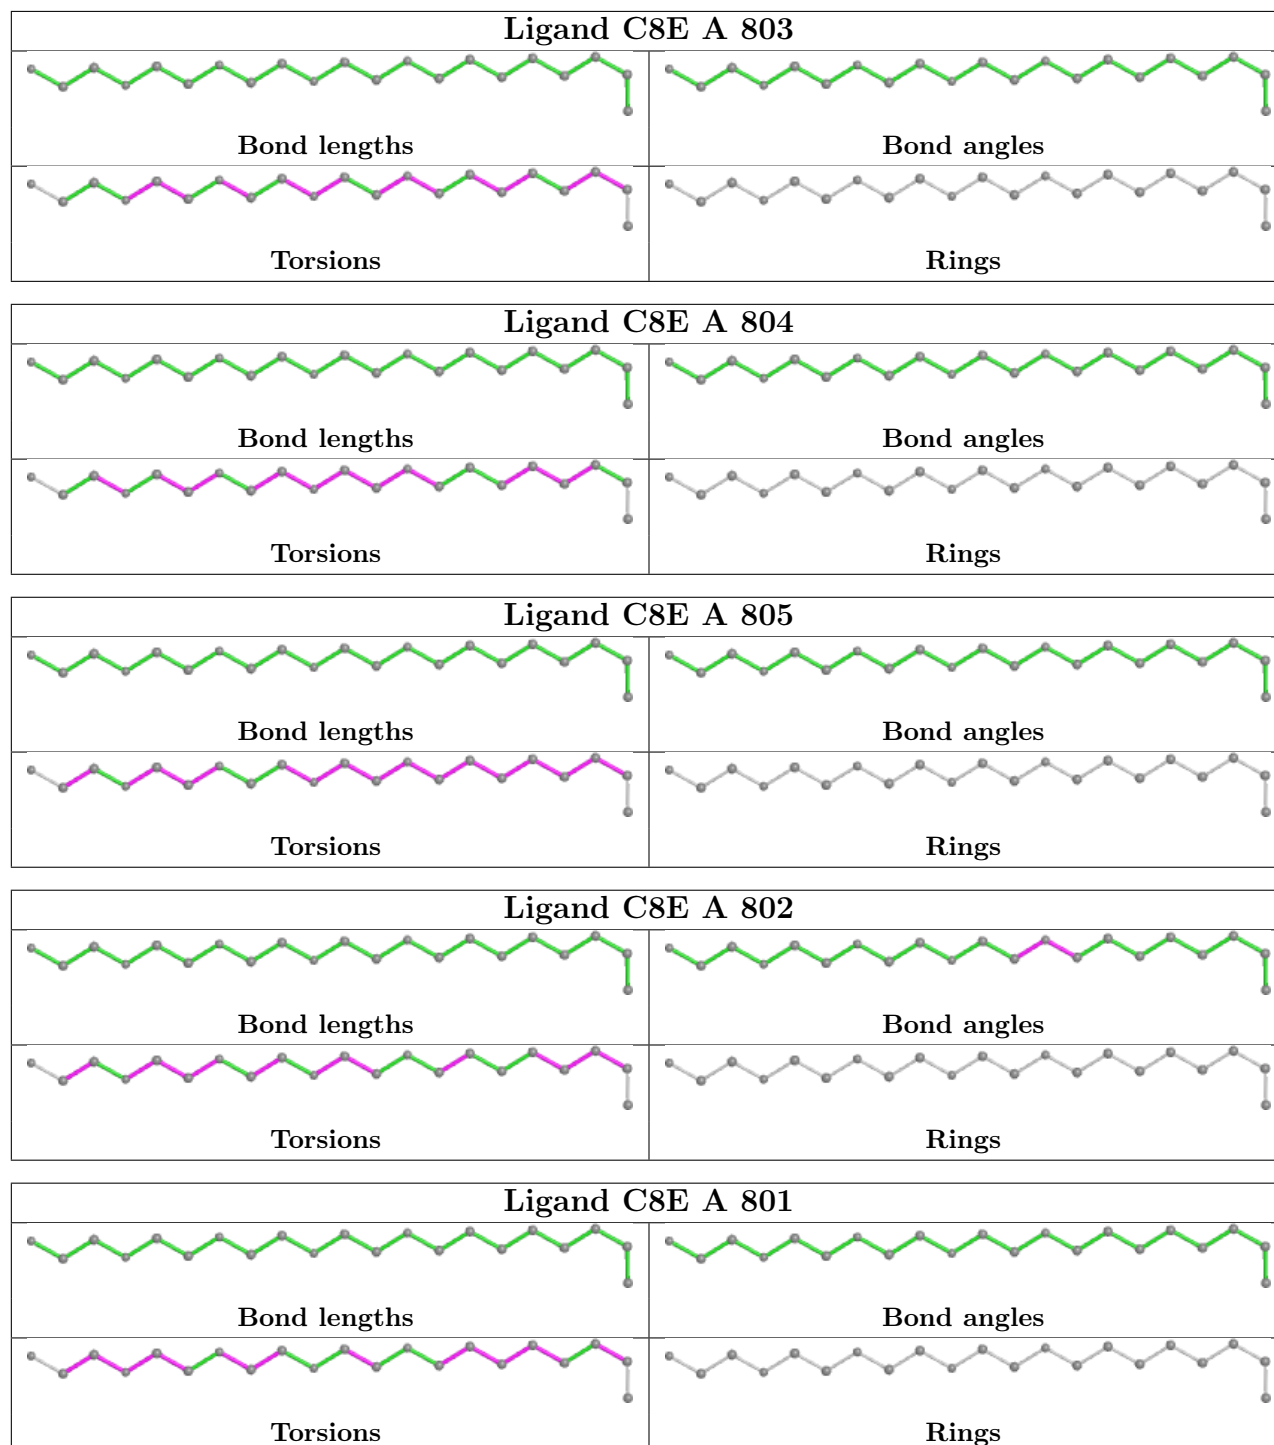 Ligand C8E A 803
Bond lengths
Bond angles
Torsions
Rings
Ligand C8E A 804
Bond lengths
Bond angles
Torsions
Rings
Ligand C8E A 805
Bond lengths
Bond angles
Torsions
Rings
Ligand C8E A 802
Bond lengths
Bond angles
Torsions
Rings
Ligand C8E A 801
Bond lengths
Bond angles
Torsions
Rings